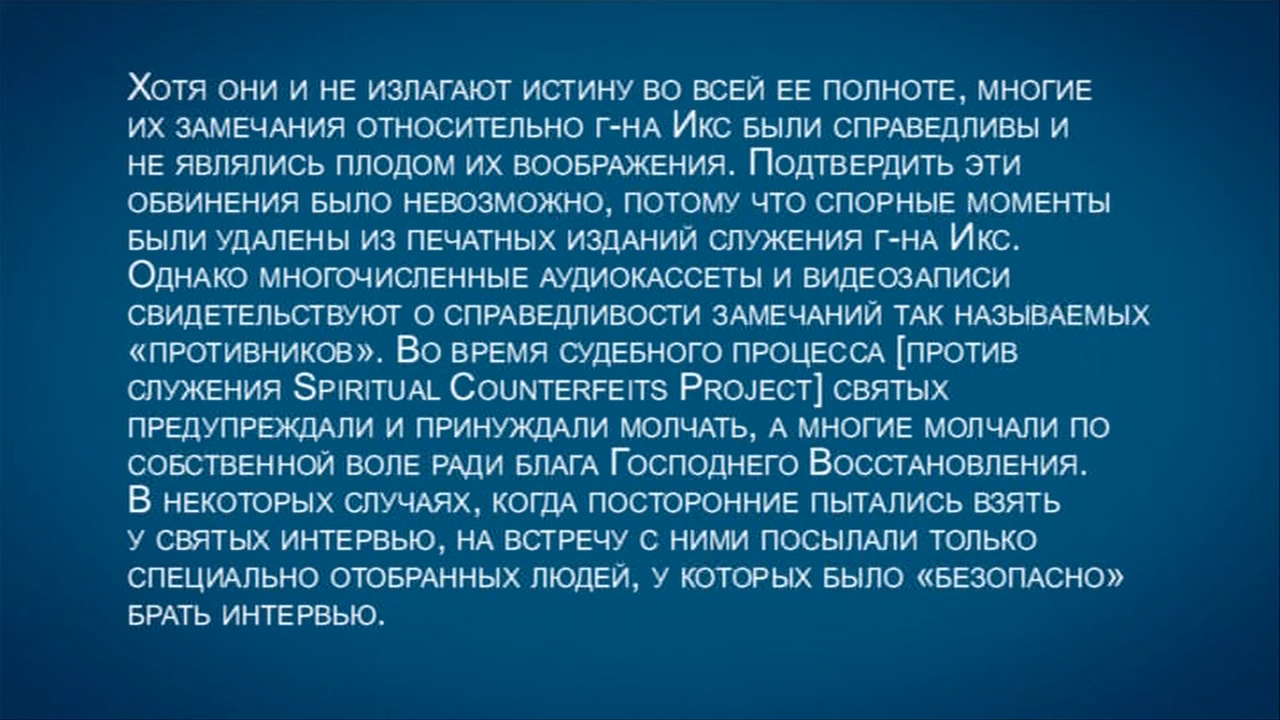 Хотя они и не излагают истину во всей ее полноте, многие
их замечания относительно г-на Икс были справедливы и
не являлись плодом их воображения. Подтвердить эти
обвинения было невозможно, потому что спорные моменты
были удалены из печатных изданий служения г-на Икс.
Однако многочисленные аудиокассеты и видеозаписи
свидетельствуют о справедливости замечаний так называемых
«противников». Во время судебного процесса [против
служения Spiritual Counterfeits Project] святых
предупреждали и принуждали молчать, а многие молчали по
собственной воле ради блага Господнего Восстановления.
В некоторых случаях, когда посторонние пытались взять
у святых интервью, на встречу с ними посылали только
специально отобранных людей, у которых было «безопасно»
брать интервью.